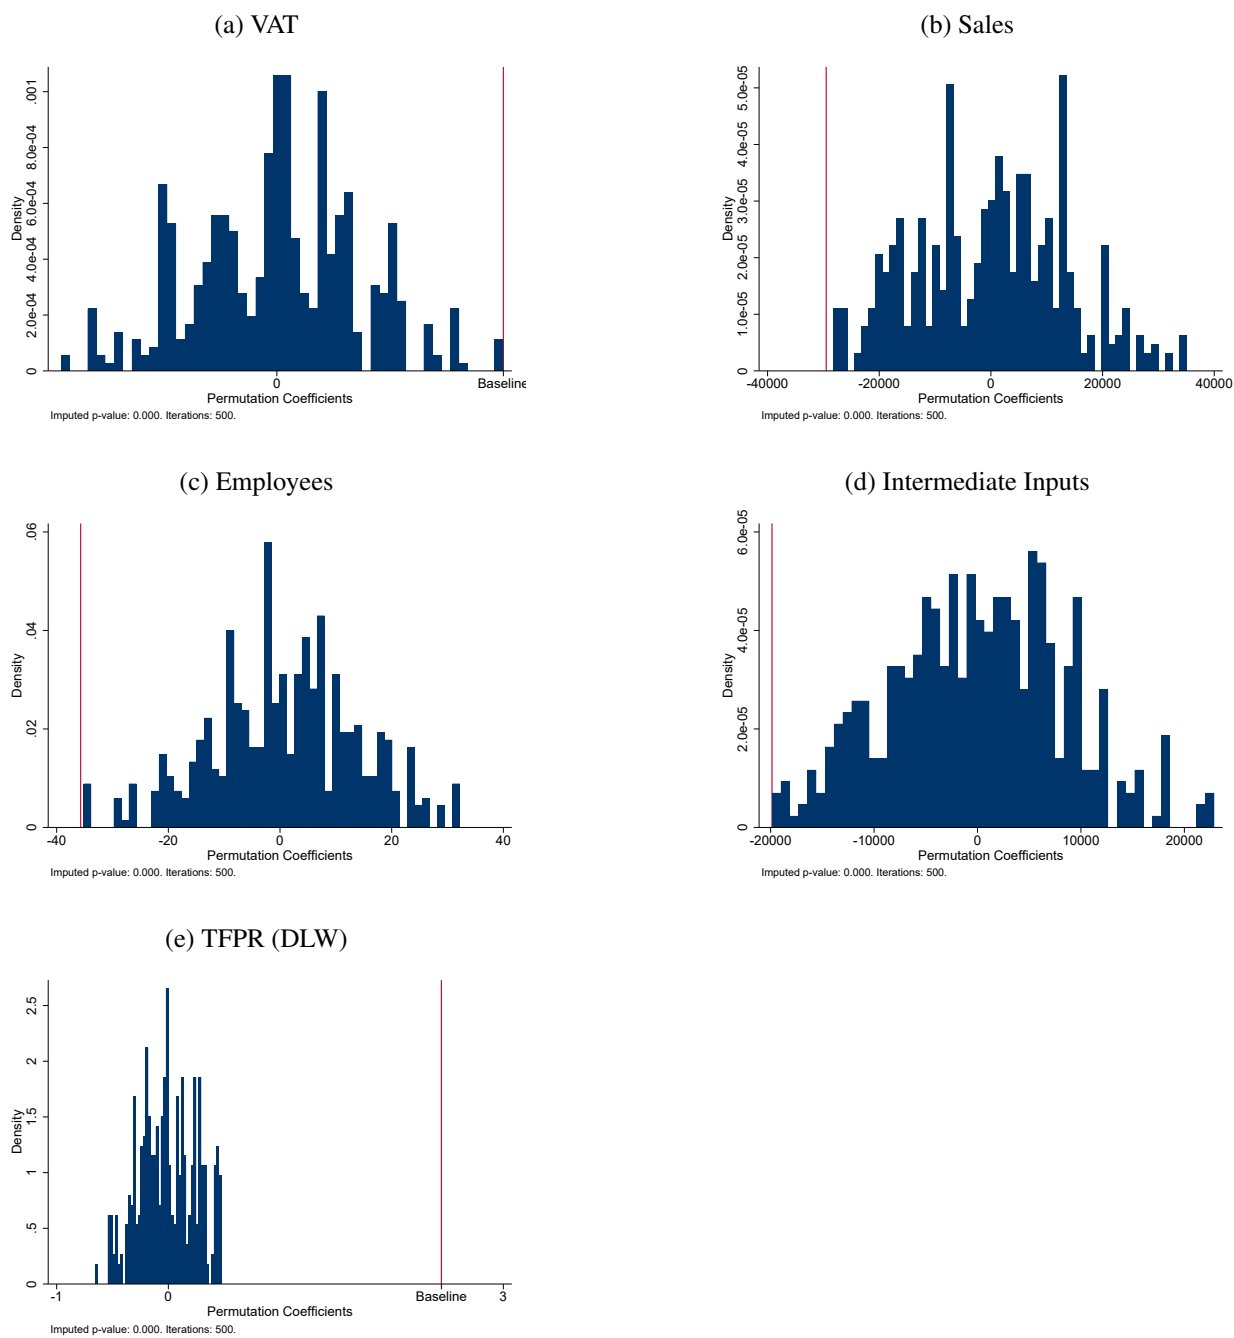 (a) VAT
Density
0
2.0e-04
4.0e-04
6.0e-04
8.0e-04
.001
0
Baseline
Permutation Coefficients
Imputed p-value: 0.000. Iterations: 500.
(b) Sales
Density
0
1.0e-05
2.0e-05
3.0e-05
4.0e-05
5.0e-05
-40000
-20000
0
20000
40000
Permutation Coefficients
Imputed p-value: 0.000. Iterations: 500.
(c) Employees
Density
0
.02
.04
.06
-40
-20
0
20
40
Permutation Coefficients
Imputed p-value: 0.000. Iterations: 500.
(d) Intermediate Inputs
Density
0
2.0e-05
4.0e-05
6.0e-05
-20000
-10000
0
10000
20000
Permutation Coefficients
Imputed p-value: 0.000. Iterations: 500.
(e) TFPR (DLW)
Density
0
.5
1
1.5
2
2.5
-1
0
Baseline
3
Permutation Coefficients
Imputed p-value: 0.000. Iterations: 500.